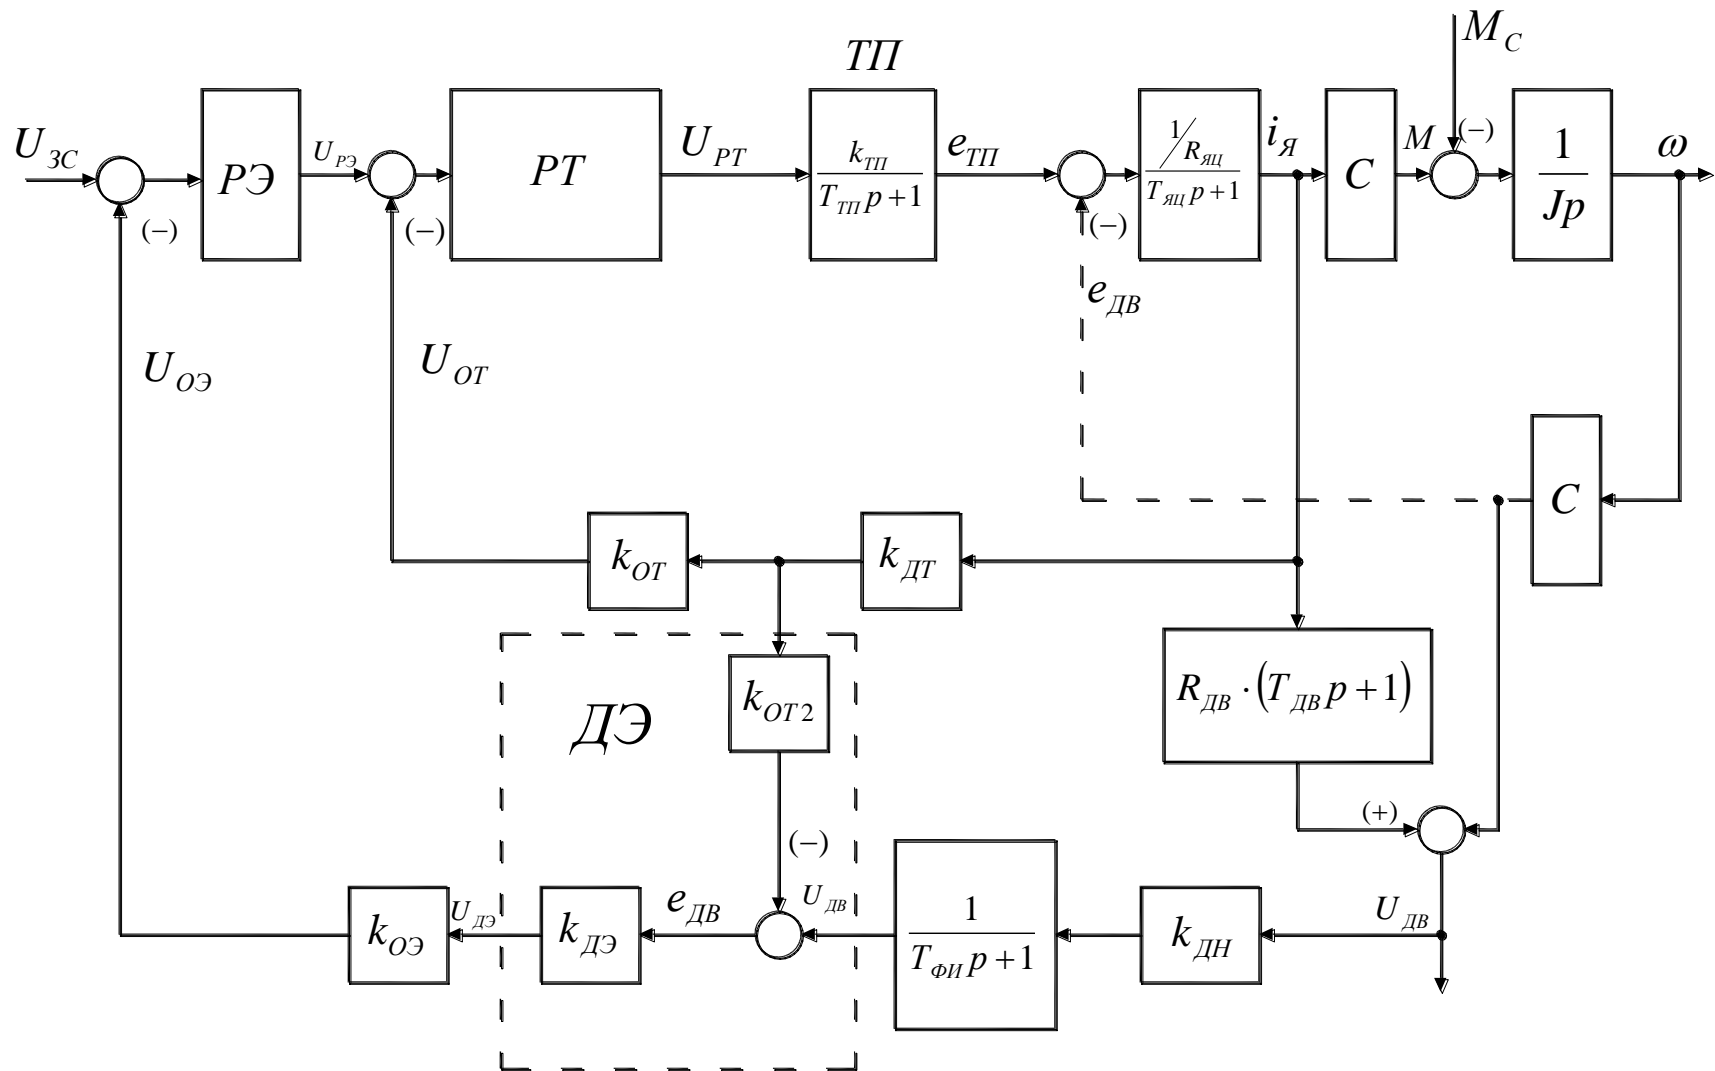 M_C
ТП
U_ЗС
РЭ
U_РЭ
РТ
U_РТ
k_ТП
T_ТП p + 1
e_ТП
1/R_ЯЦ
T_ЯЦ p + 1
i_Я
C
M
(−)
1
Jp
ω
(−)
(−)
(−)
e_ДВ
U_ОЭ
U_ОТ
C
k_ОТ
k_ДТ
R_ДВ · (T_ДВ p + 1)
ДЭ
k_ОТ2
(+)
(−)
k_ОЭ
U_ДЭ
k_ДЭ
e_ДВ
U_ДВ
1
T_ФИ p + 1
k_ДН
U_ДВ